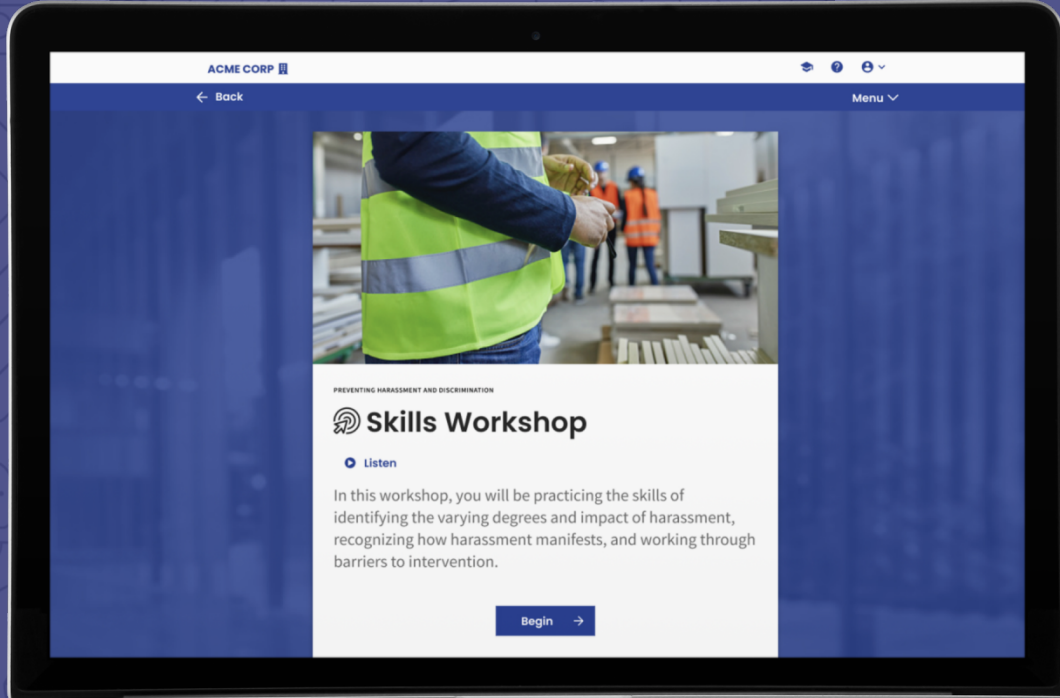 ACME CORP
Back
Menu
PREVENTING HARASSMENT AND DISCRIMINATION
Skills Workshop
Listen
In this workshop, you will be practicing the skills of
identifying the varying degrees and impact of harassment,
recognizing how harassment manifests, and working through
barriers to intervention.
Begin